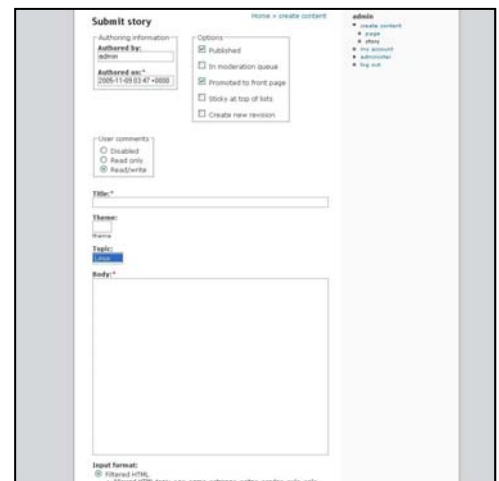 Submit story
Home » create content
Authoring information
Authored by:
admin
Authored on:*
2005-11-09 03:47 +0000
Options
Published
In moderation queue
Promoted to front page
Sticky at top of lists
Create new revision
User comments
Disabled
Read only
Read/write
Title:*
Theme:
theme
Topic:
Linux
Body:*
Input format:
Filtered HTML
admin
create content
page
story
my account
administer
log out